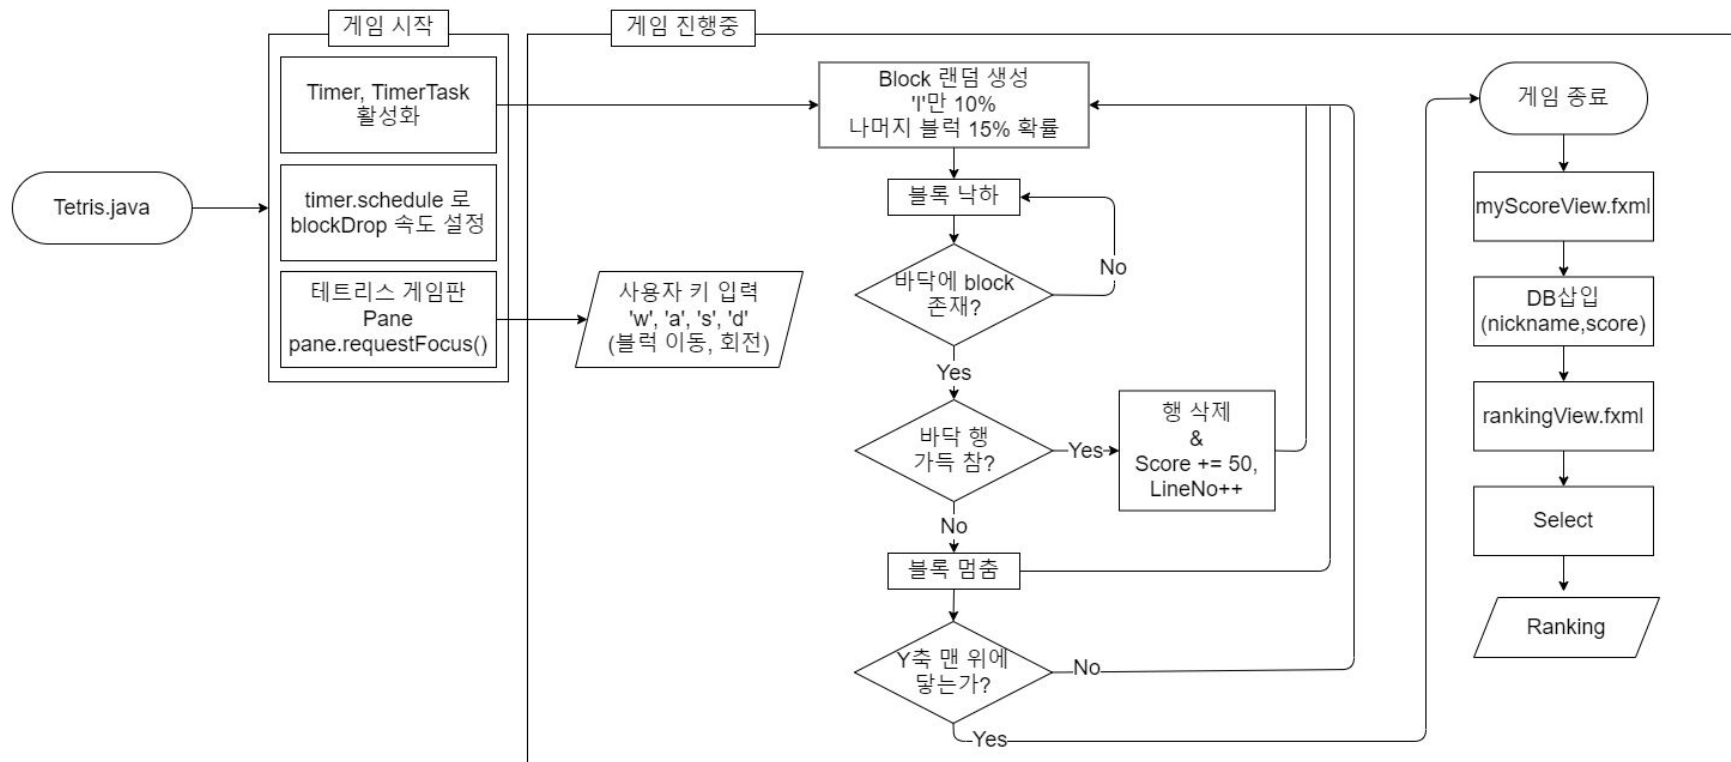 게임 시작
게임 진행중
Tetris.java
Timer, TimerTask
활성화
timer.schedule 로
blockDrop 속도 설정
테트리스 게임판
Pane
pane.requestFocus()
사용자 키 입력
'w', 'a', 's', 'd'
(블럭 이동, 회전)
Block 랜덤 생성
'I'만 10%
나머지 블럭 15% 확률
블록 낙하
바닥에 block
존재?
No
Yes
바닥 행
가득 참?
Yes
행 삭제
&
Score += 50,
LineNo++
No
블록 멈춤
Y축 맨 위에
닿는가?
No
Yes
게임 종료
myScoreView.fxml
DB삽입
(nickname,score)
rankingView.fxml
Select
Ranking